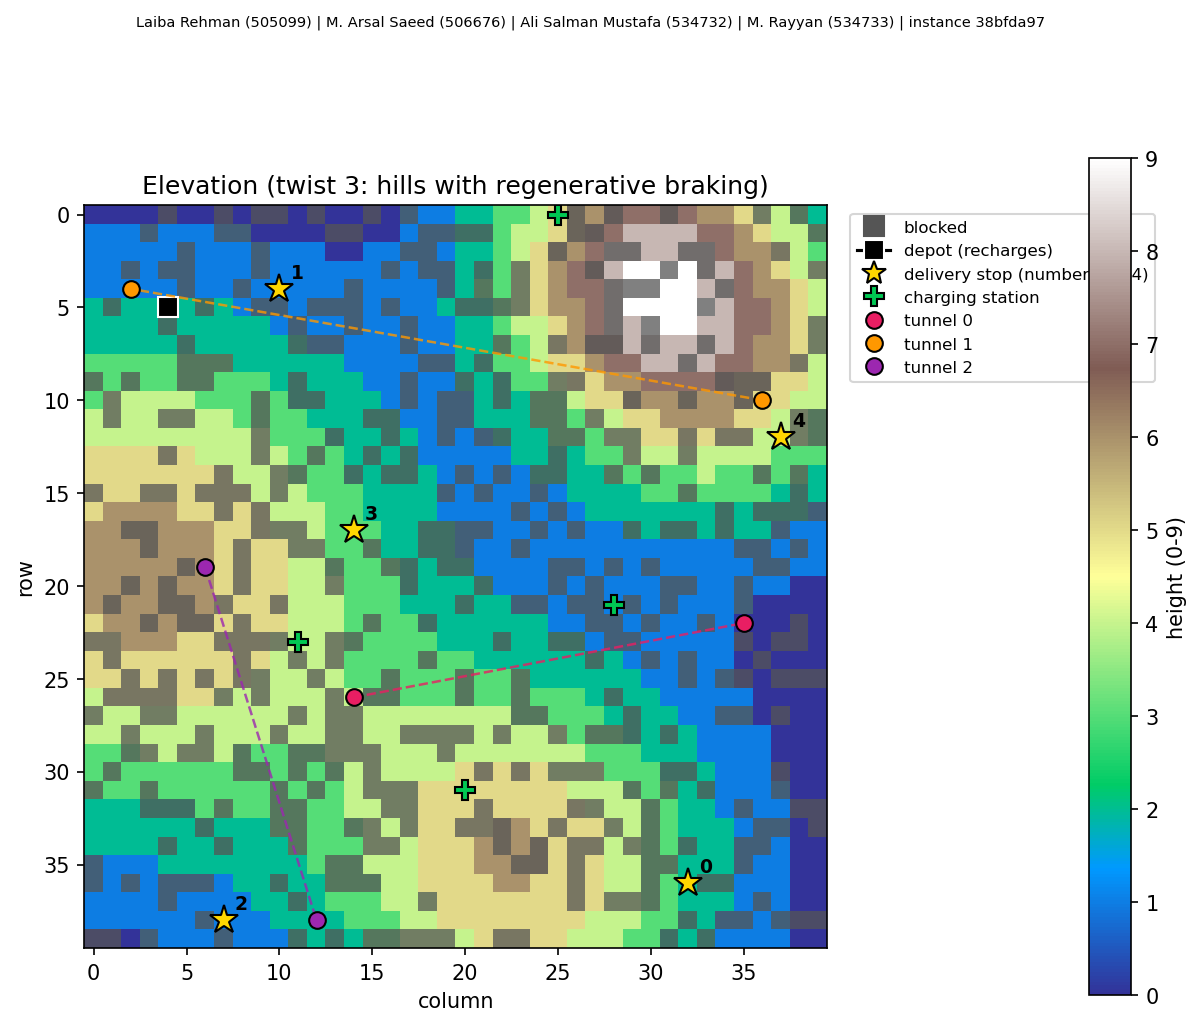 Laiba Rehman (505099) | M. Arsal Saeed (506676) | Ali Salman Mustafa (534732) | M. Rayyan (534733) | instance 38bfda97
Elevation (twist 3: hills with regenerative braking)
0
5
10
15
20
25
30
35
row
0 5 10 15 20 25 30 35
column
1
3
4
2
0
blocked
depot (recharges)
delivery stop (number 4)
charging station
tunnel 0
tunnel 1
tunnel 2
9
8
7
6
5
4
3
2
1
0
height (0-9)